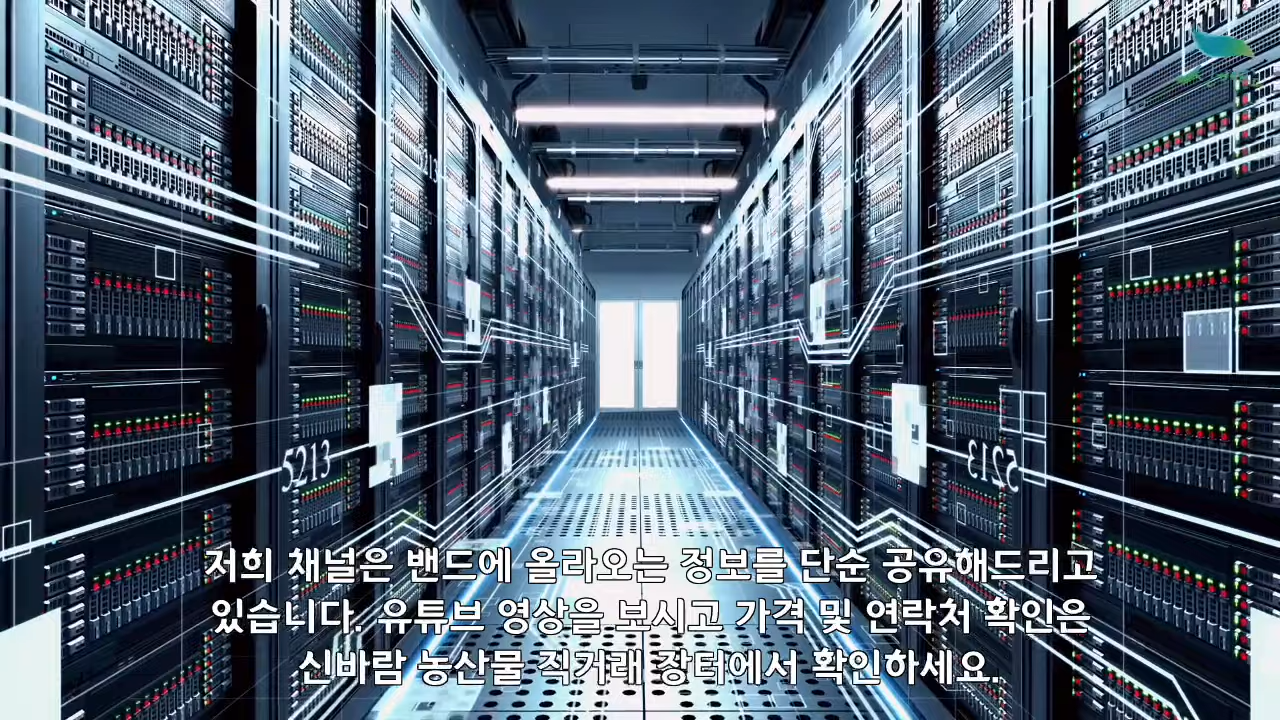 5213
저희 채널은 밴드에 올라오는 정보를 단순 공유해드리고
있습니다. 유튜브 영상을 보시고 가격 및 연락처 확인은
신바람 농산물 직거래 장터에서 확인하세요.